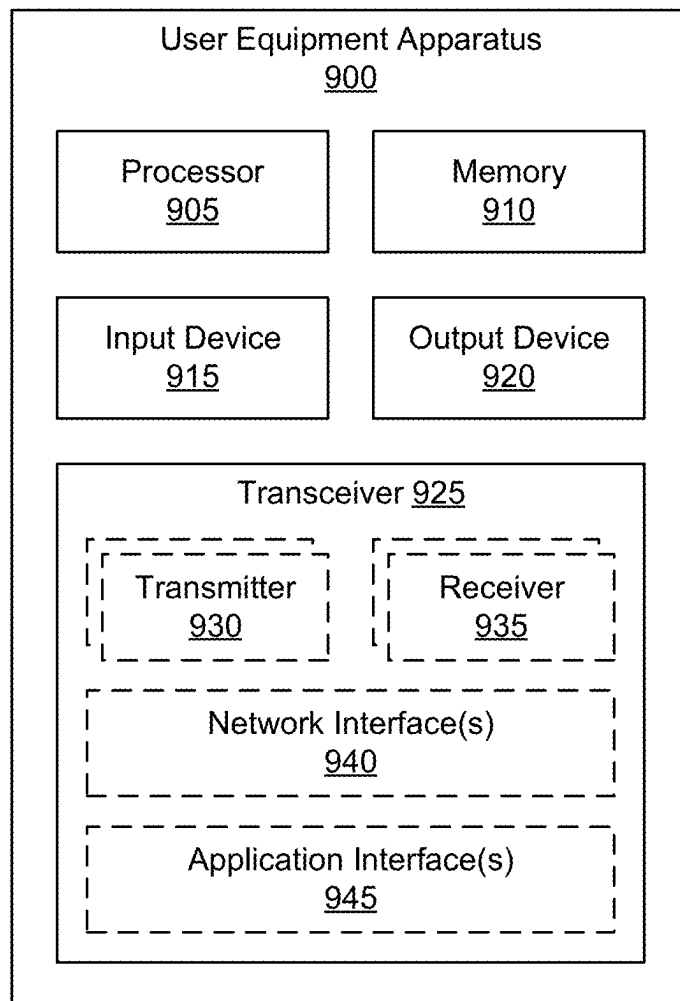 User Equipment Apparatus
900
Processor
905
Memory
910
Input Device
915
Output Device
920
Transceiver 925
Transmitter
930
Receiver
935
Network Interface(s)
940
Application Interface(s)
945